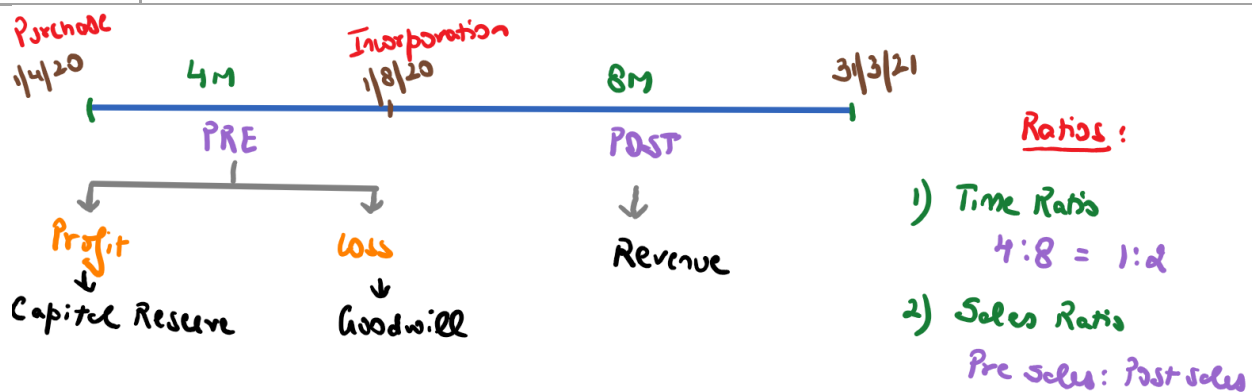 Purchase
1/4/20
4M
Incorporation
1/8/20
8M
31/3/21
PRE
POST
Profit
Loss
Revenue
Capital Reserve
Goodwill
Ratios :
1) Time Ratio
4:8 = 1:2
2) Sales Ratio
Pre sales: Post sales